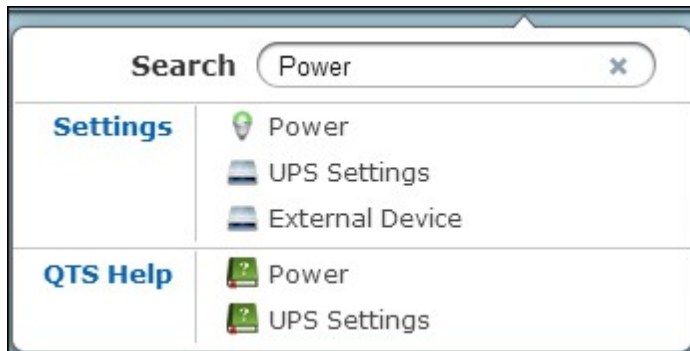 Search Power
Settings Power
UPS Settings
External Device
QTS Help Power
UPS Settings